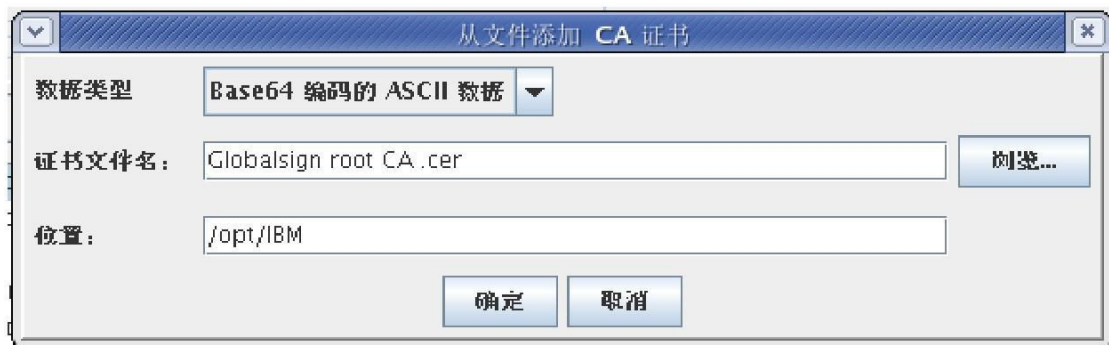 从文件添加 CA 证书
数据类型
Base64 编码的 ASCII 数据
证书文件名：
Globalsign root CA .cer
浏览...
位置：
/opt/IBM
确定
取消